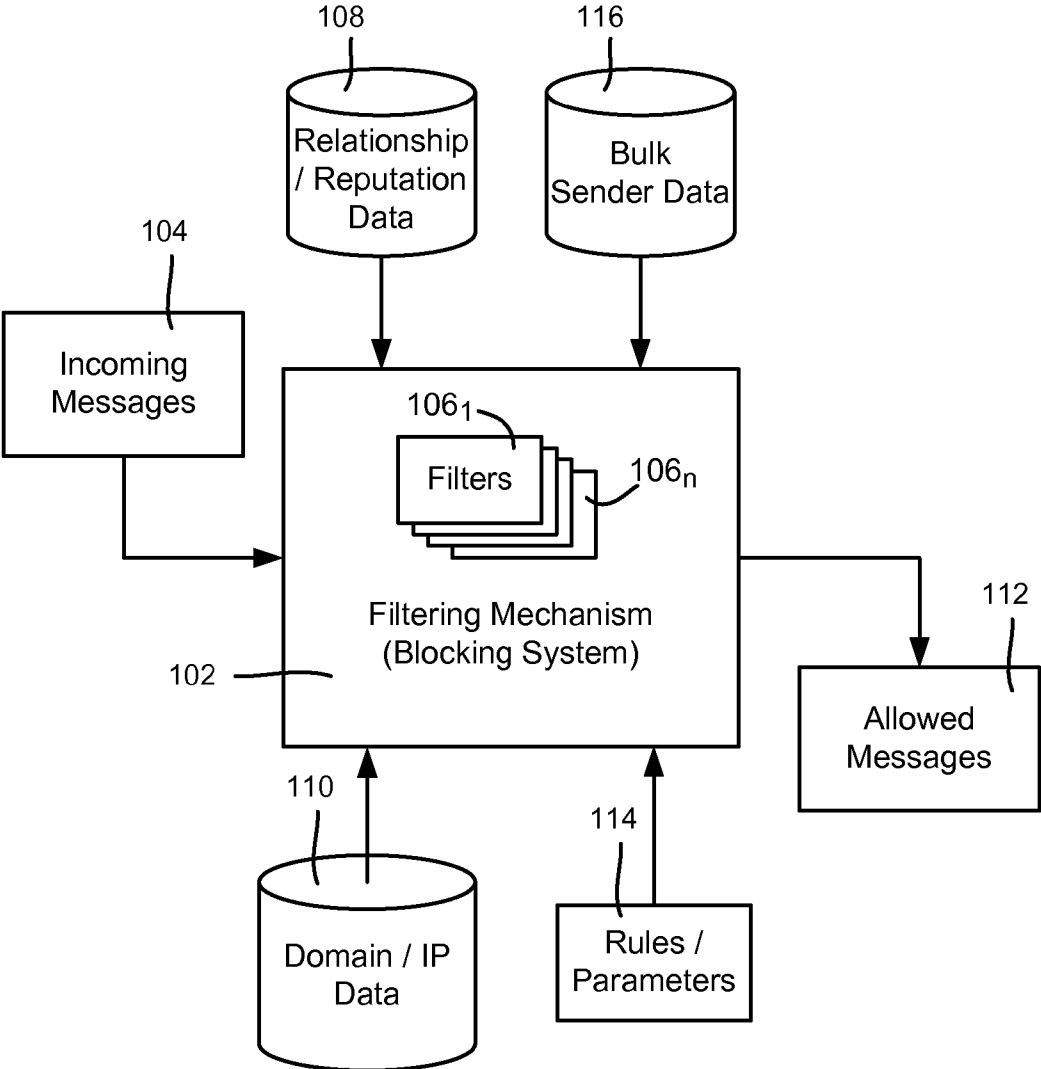 108
116
Relationship
/ Reputation
Data
Bulk
Sender Data
104
Incoming
Messages
106₁
Filters
106ₙ
Filtering Mechanism
(Blocking System)
102
112
Allowed
Messages
110
114
Domain / IP
Data
Rules /
Parameters